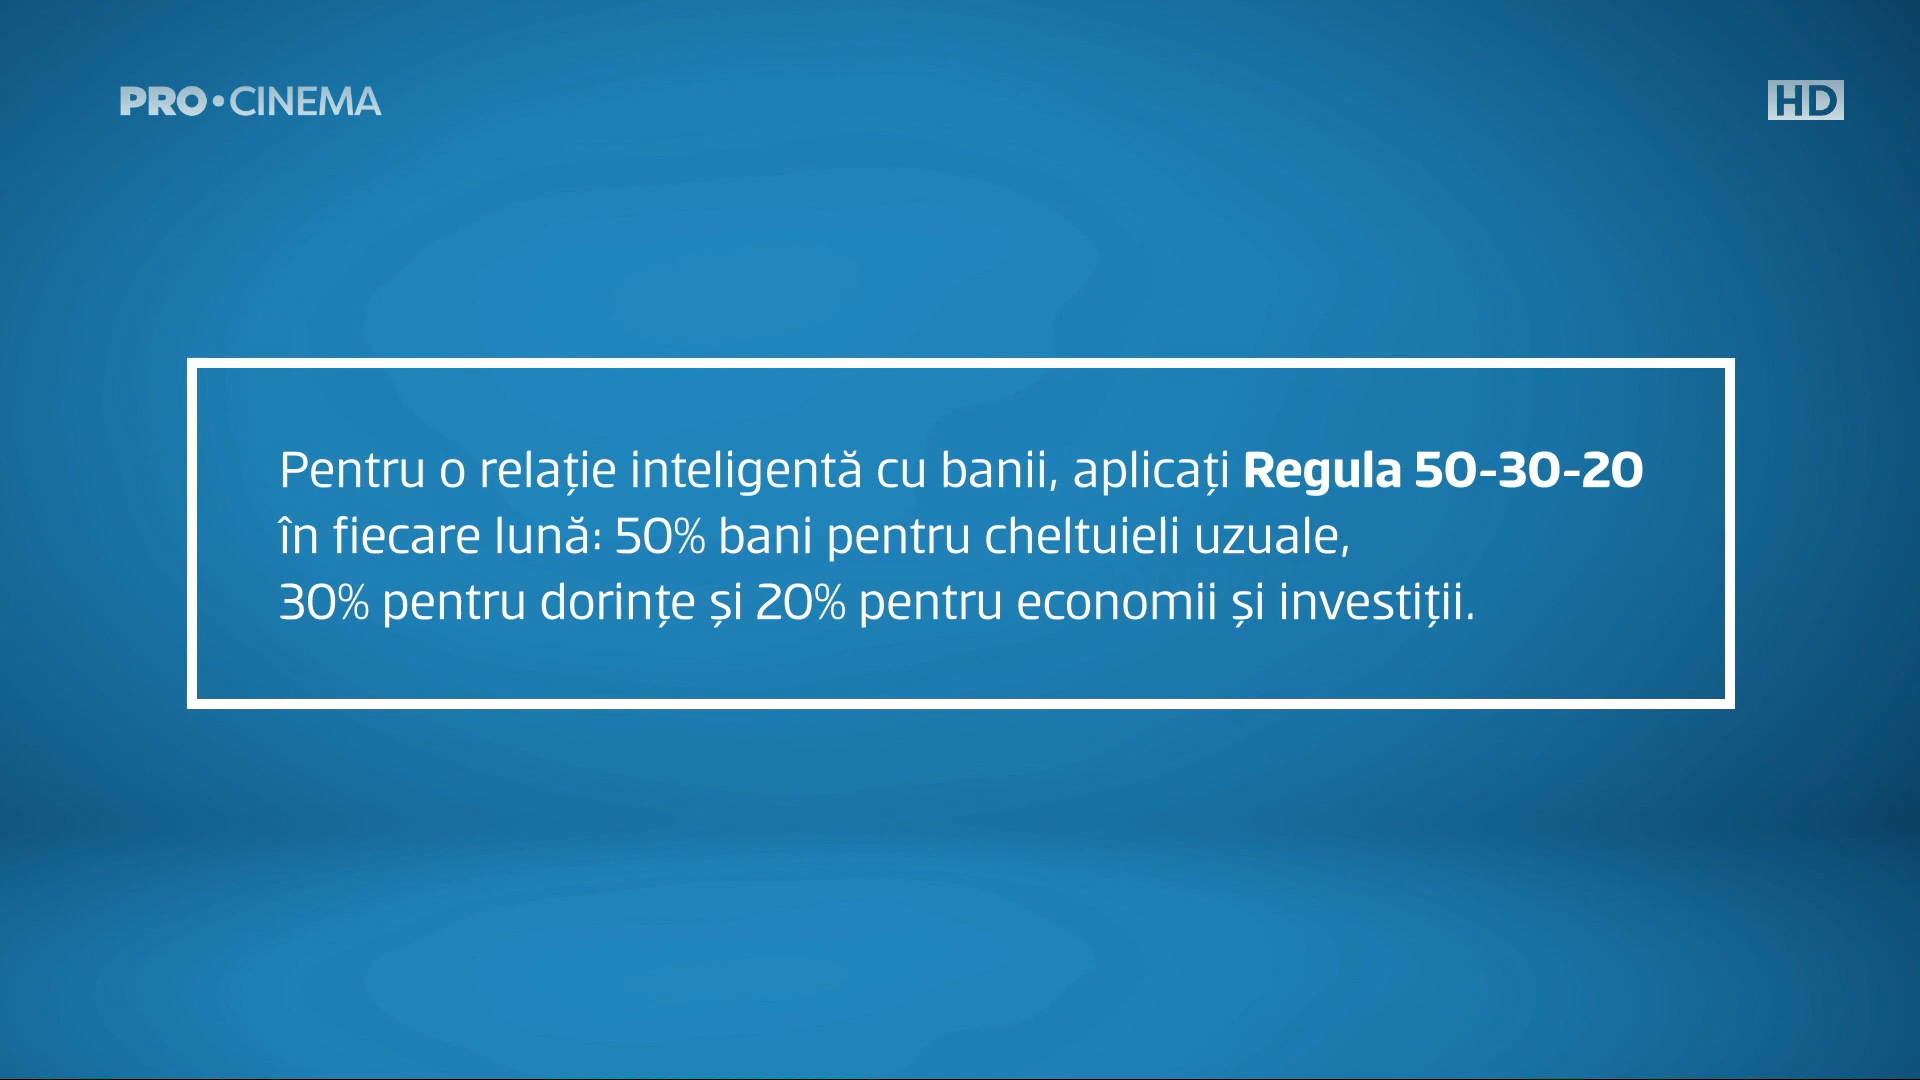 PRO•CINEMA
HD
Pentru o relație inteligentă cu banii, aplicați Regula 50-30-20
în fiecare lună: 50% bani pentru cheltuieli uzuale,
30% pentru dorințe și 20% pentru economii și investiții.